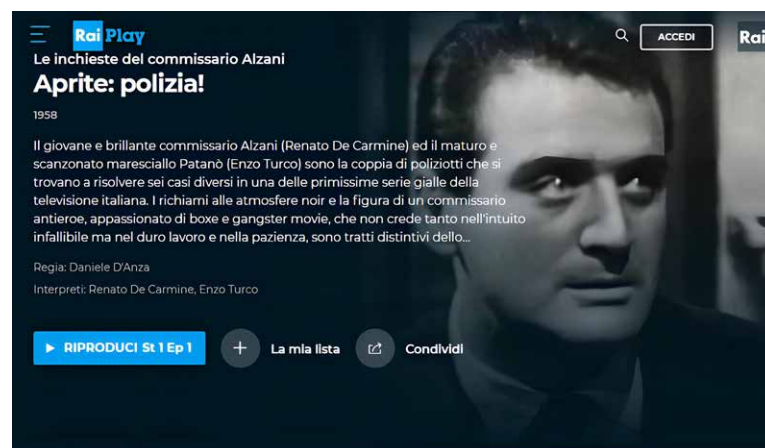 Rai Play
ACCEDI
Rai
Le inchieste del commissario Alzani
Aprite: polizia!
1958
Il giovane e brillante commissario Alzani (Renato De Carmine) ed il maturo e
scanzonato maresciallo Patanò (Enzo Turco) sono la coppia di poliziotti che si
trovano a risolvere sei casi diversi in una delle primissime serie gialle della
televisione italiana. I richiami alle atmosfere noir e la figura di un commissario
antieroe, appassionato di boxe e gangster movie, che non crede tanto nell'intuito
infallibile ma nel duro lavoro e nella pazienza, sono tratti distintivi dello...
Regia: Daniele D'Anza
Interpreti: Renato De Carmine, Enzo Turco
RIPRODUCI St 1 Ep 1
La mia lista
Condividi